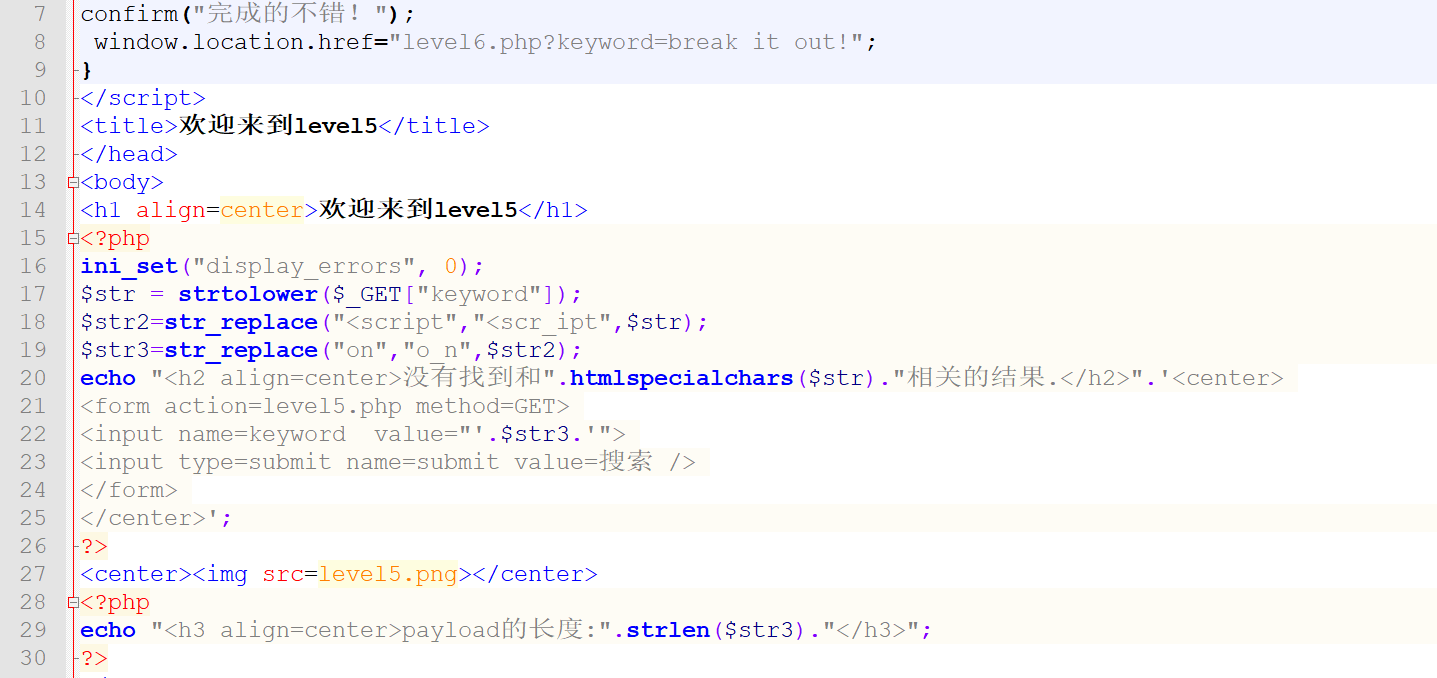 7 confirm("完成的不错！");
8  window.location.href="level6.php?keyword=break it out!";
9 }
10 </script>
11 <title>欢迎来到level5</title>
12 </head>
13 <body>
14 <h1 align=center>欢迎来到level5</h1>
15 <?php
16 ini_set("display_errors", 0);
17 $str = strtolower($_GET["keyword"]);
18 $str2=str_replace("<script","<scr_ipt",$str);
19 $str3=str_replace("on","o_n",$str2);
20 echo "<h2 align=center>没有找到和".htmlspecialchars($str)."相关的结果.</h2>".'<center>
21 <form action=level5.php method=GET>
22 <input name=keyword  value="'.$str3.'">
23 <input type=submit name=submit value=搜索 />
24 </form>
25 </center>';
26 ?>
27 <center><img src=level5.png></center>
28 <?php
29 echo "<h3 align=center>payload的长度:".strlen($str3)."</h3>";
30 ?>